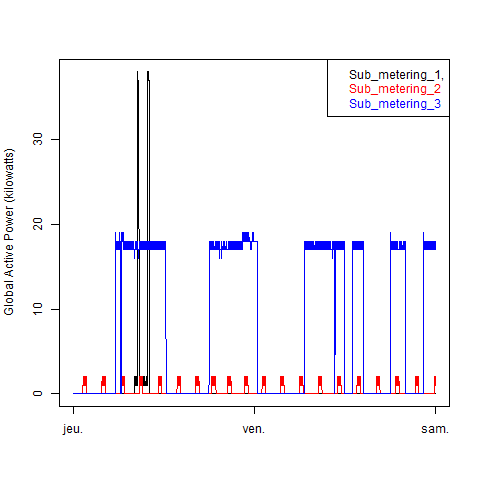 Sub_metering_1,
Sub_metering_2
Sub_metering_3
Global Active Power (kilowatts)
30
20
10
0
jeu. ven. sam.